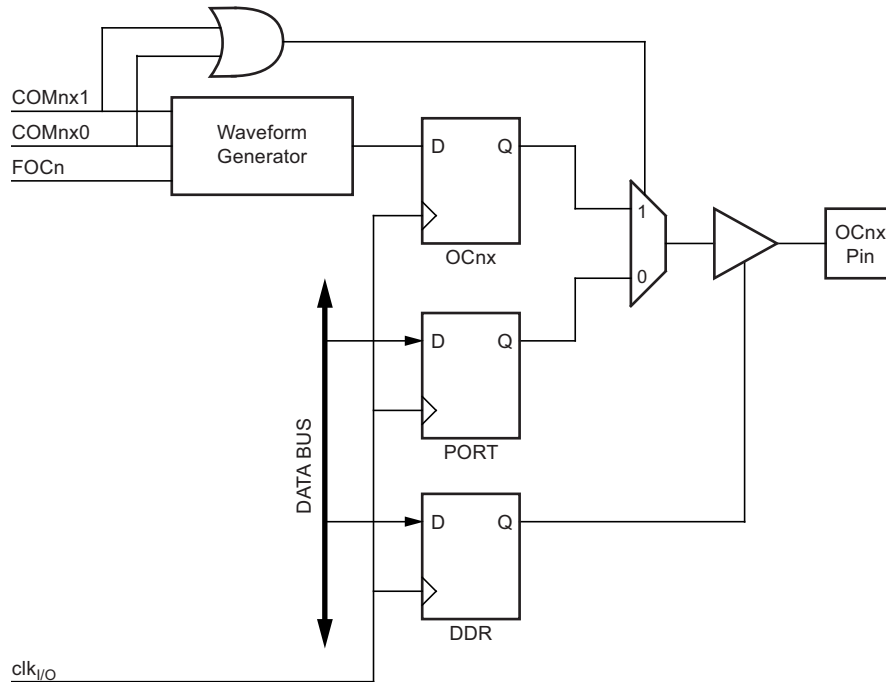 COMnx1
COMnx0
FOCn
Waveform
Generator
D
Q
OCnx
1
0
OCnx
Pin
D
Q
PORT
DATA BUS
D
Q
DDR
clkI/O